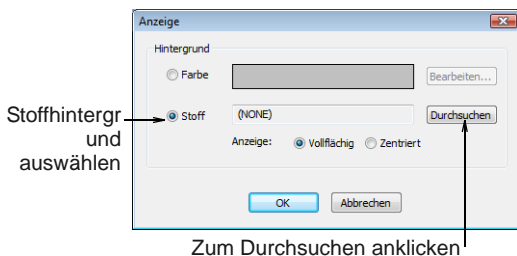 Anzeige
Hintergrund
Farbe
Bearbeiten...
Stoffhintergr
und
auswählen
Stoff
(NONE)
Durchsuchen
Anzeige:
Vollflächig
Zentriert
OK
Abbrechen
Zum Durchsuchen anklicken